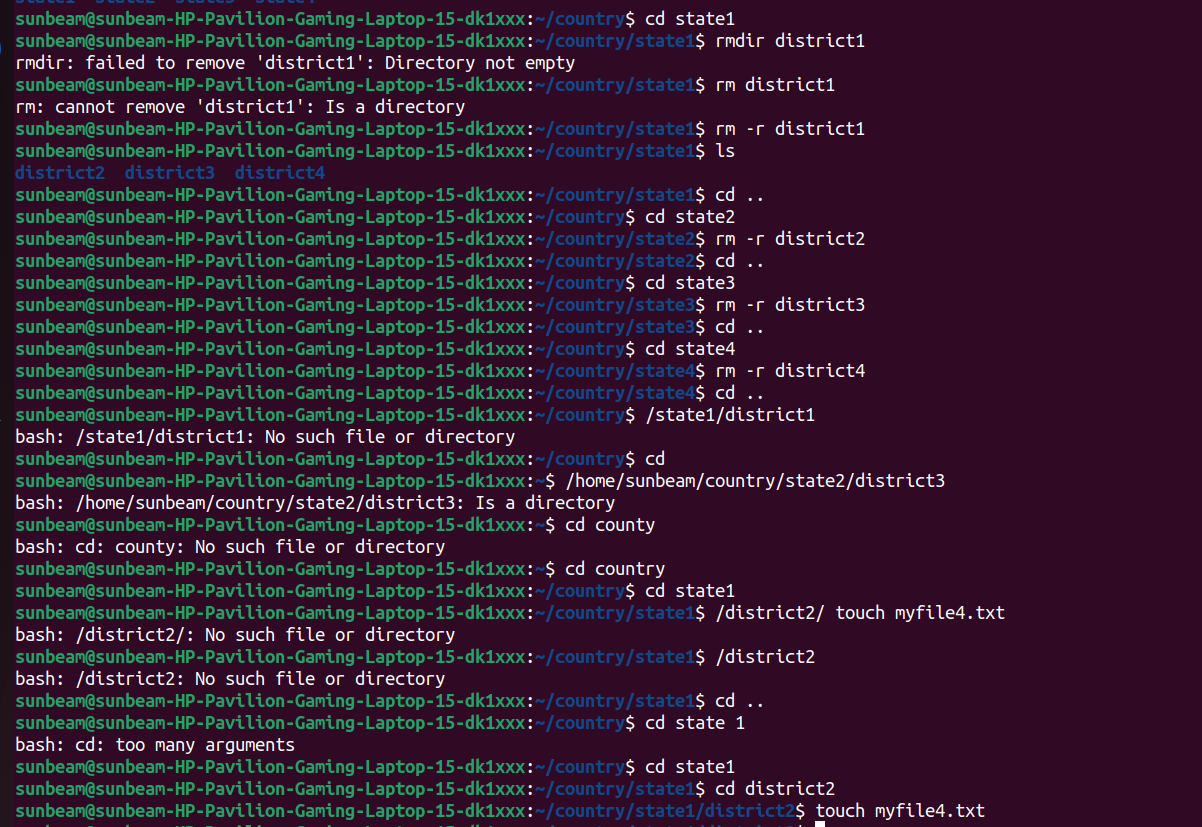 state1 state2 state3 state4
sunbeam@sunbeam-HP-Pavilion-Gaming-Laptop-15-dk1xxx:~/country$ cd state1
sunbeam@sunbeam-HP-Pavilion-Gaming-Laptop-15-dk1xxx:~/country/state1$ rmdir district1
rmdir: failed to remove 'district1': Directory not empty
sunbeam@sunbeam-HP-Pavilion-Gaming-Laptop-15-dk1xxx:~/country/state1$ rm district1
rm: cannot remove 'district1': Is a directory
sunbeam@sunbeam-HP-Pavilion-Gaming-Laptop-15-dk1xxx:~/country/state1$ rm -r district1
sunbeam@sunbeam-HP-Pavilion-Gaming-Laptop-15-dk1xxx:~/country/state1$ ls
district2  district3  district4
sunbeam@sunbeam-HP-Pavilion-Gaming-Laptop-15-dk1xxx:~/country/state1$ cd ..
sunbeam@sunbeam-HP-Pavilion-Gaming-Laptop-15-dk1xxx:~/country$ cd state2
sunbeam@sunbeam-HP-Pavilion-Gaming-Laptop-15-dk1xxx:~/country/state2$ rm -r district2
sunbeam@sunbeam-HP-Pavilion-Gaming-Laptop-15-dk1xxx:~/country/state2$ cd ..
sunbeam@sunbeam-HP-Pavilion-Gaming-Laptop-15-dk1xxx:~/country$ cd state3
sunbeam@sunbeam-HP-Pavilion-Gaming-Laptop-15-dk1xxx:~/country/state3$ rm -r district3
sunbeam@sunbeam-HP-Pavilion-Gaming-Laptop-15-dk1xxx:~/country/state3$ cd ..
sunbeam@sunbeam-HP-Pavilion-Gaming-Laptop-15-dk1xxx:~/country$ cd state4
sunbeam@sunbeam-HP-Pavilion-Gaming-Laptop-15-dk1xxx:~/country/state4$ rm -r district4
sunbeam@sunbeam-HP-Pavilion-Gaming-Laptop-15-dk1xxx:~/country/state4$ cd ..
sunbeam@sunbeam-HP-Pavilion-Gaming-Laptop-15-dk1xxx:~/country$ /state1/district1
bash: /state1/district1: No such file or directory
sunbeam@sunbeam-HP-Pavilion-Gaming-Laptop-15-dk1xxx:~/country$ cd
sunbeam@sunbeam-HP-Pavilion-Gaming-Laptop-15-dk1xxx:~$ /home/sunbeam/country/state2/district3
bash: /home/sunbeam/country/state2/district3: Is a directory
sunbeam@sunbeam-HP-Pavilion-Gaming-Laptop-15-dk1xxx:~$ cd county
bash: cd: county: No such file or directory
sunbeam@sunbeam-HP-Pavilion-Gaming-Laptop-15-dk1xxx:~$ cd country
sunbeam@sunbeam-HP-Pavilion-Gaming-Laptop-15-dk1xxx:~/country$ cd state1
sunbeam@sunbeam-HP-Pavilion-Gaming-Laptop-15-dk1xxx:~/country/state1$ /district2/ touch myfile4.txt
bash: /district2/: No such file or directory
sunbeam@sunbeam-HP-Pavilion-Gaming-Laptop-15-dk1xxx:~/country/state1$ /district2
bash: /district2: No such file or directory
sunbeam@sunbeam-HP-Pavilion-Gaming-Laptop-15-dk1xxx:~/country/state1$ cd ..
sunbeam@sunbeam-HP-Pavilion-Gaming-Laptop-15-dk1xxx:~/country$ cd state 1
bash: cd: too many arguments
sunbeam@sunbeam-HP-Pavilion-Gaming-Laptop-15-dk1xxx:~/country$ cd state1
sunbeam@sunbeam-HP-Pavilion-Gaming-Laptop-15-dk1xxx:~/country/state1$ cd district2
sunbeam@sunbeam-HP-Pavilion-Gaming-Laptop-15-dk1xxx:~/country/state1/district2$ touch myfile4.txt